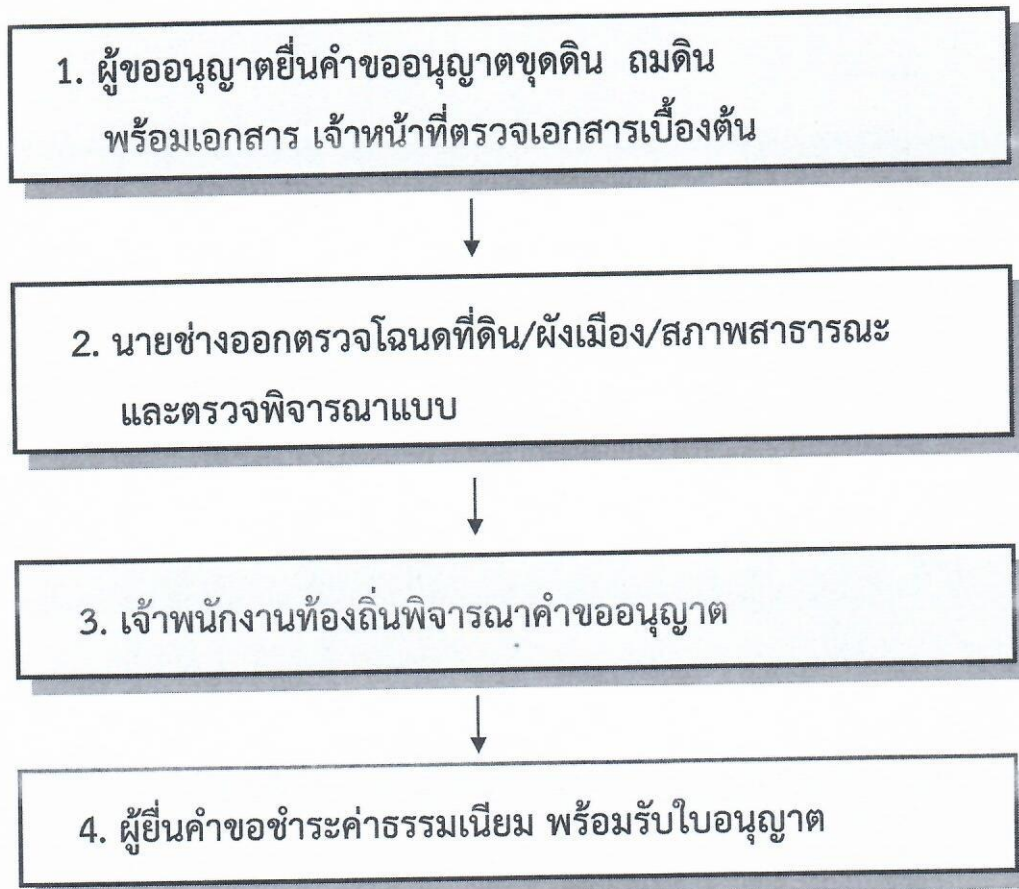 1. ผู้ขออนุญาตยื่นคำขออนุญาตขุดดิน ถมดิน
พร้อมเอกสาร เจ้าหน้าที่ตรวจเอกสารเบื้องต้น
2. นายช่างออกตรวจโฉนดที่ดิน/ผังเมือง/สภาพสาธารณะ
และตรวจพิจารณาแบบ
3. เจ้าพนักงานท้องถิ่นพิจารณาคำขออนุญาต
4. ผู้ยื่นคำขอชำระค่าธรรมเนียม พร้อมรับใบอนุญาต